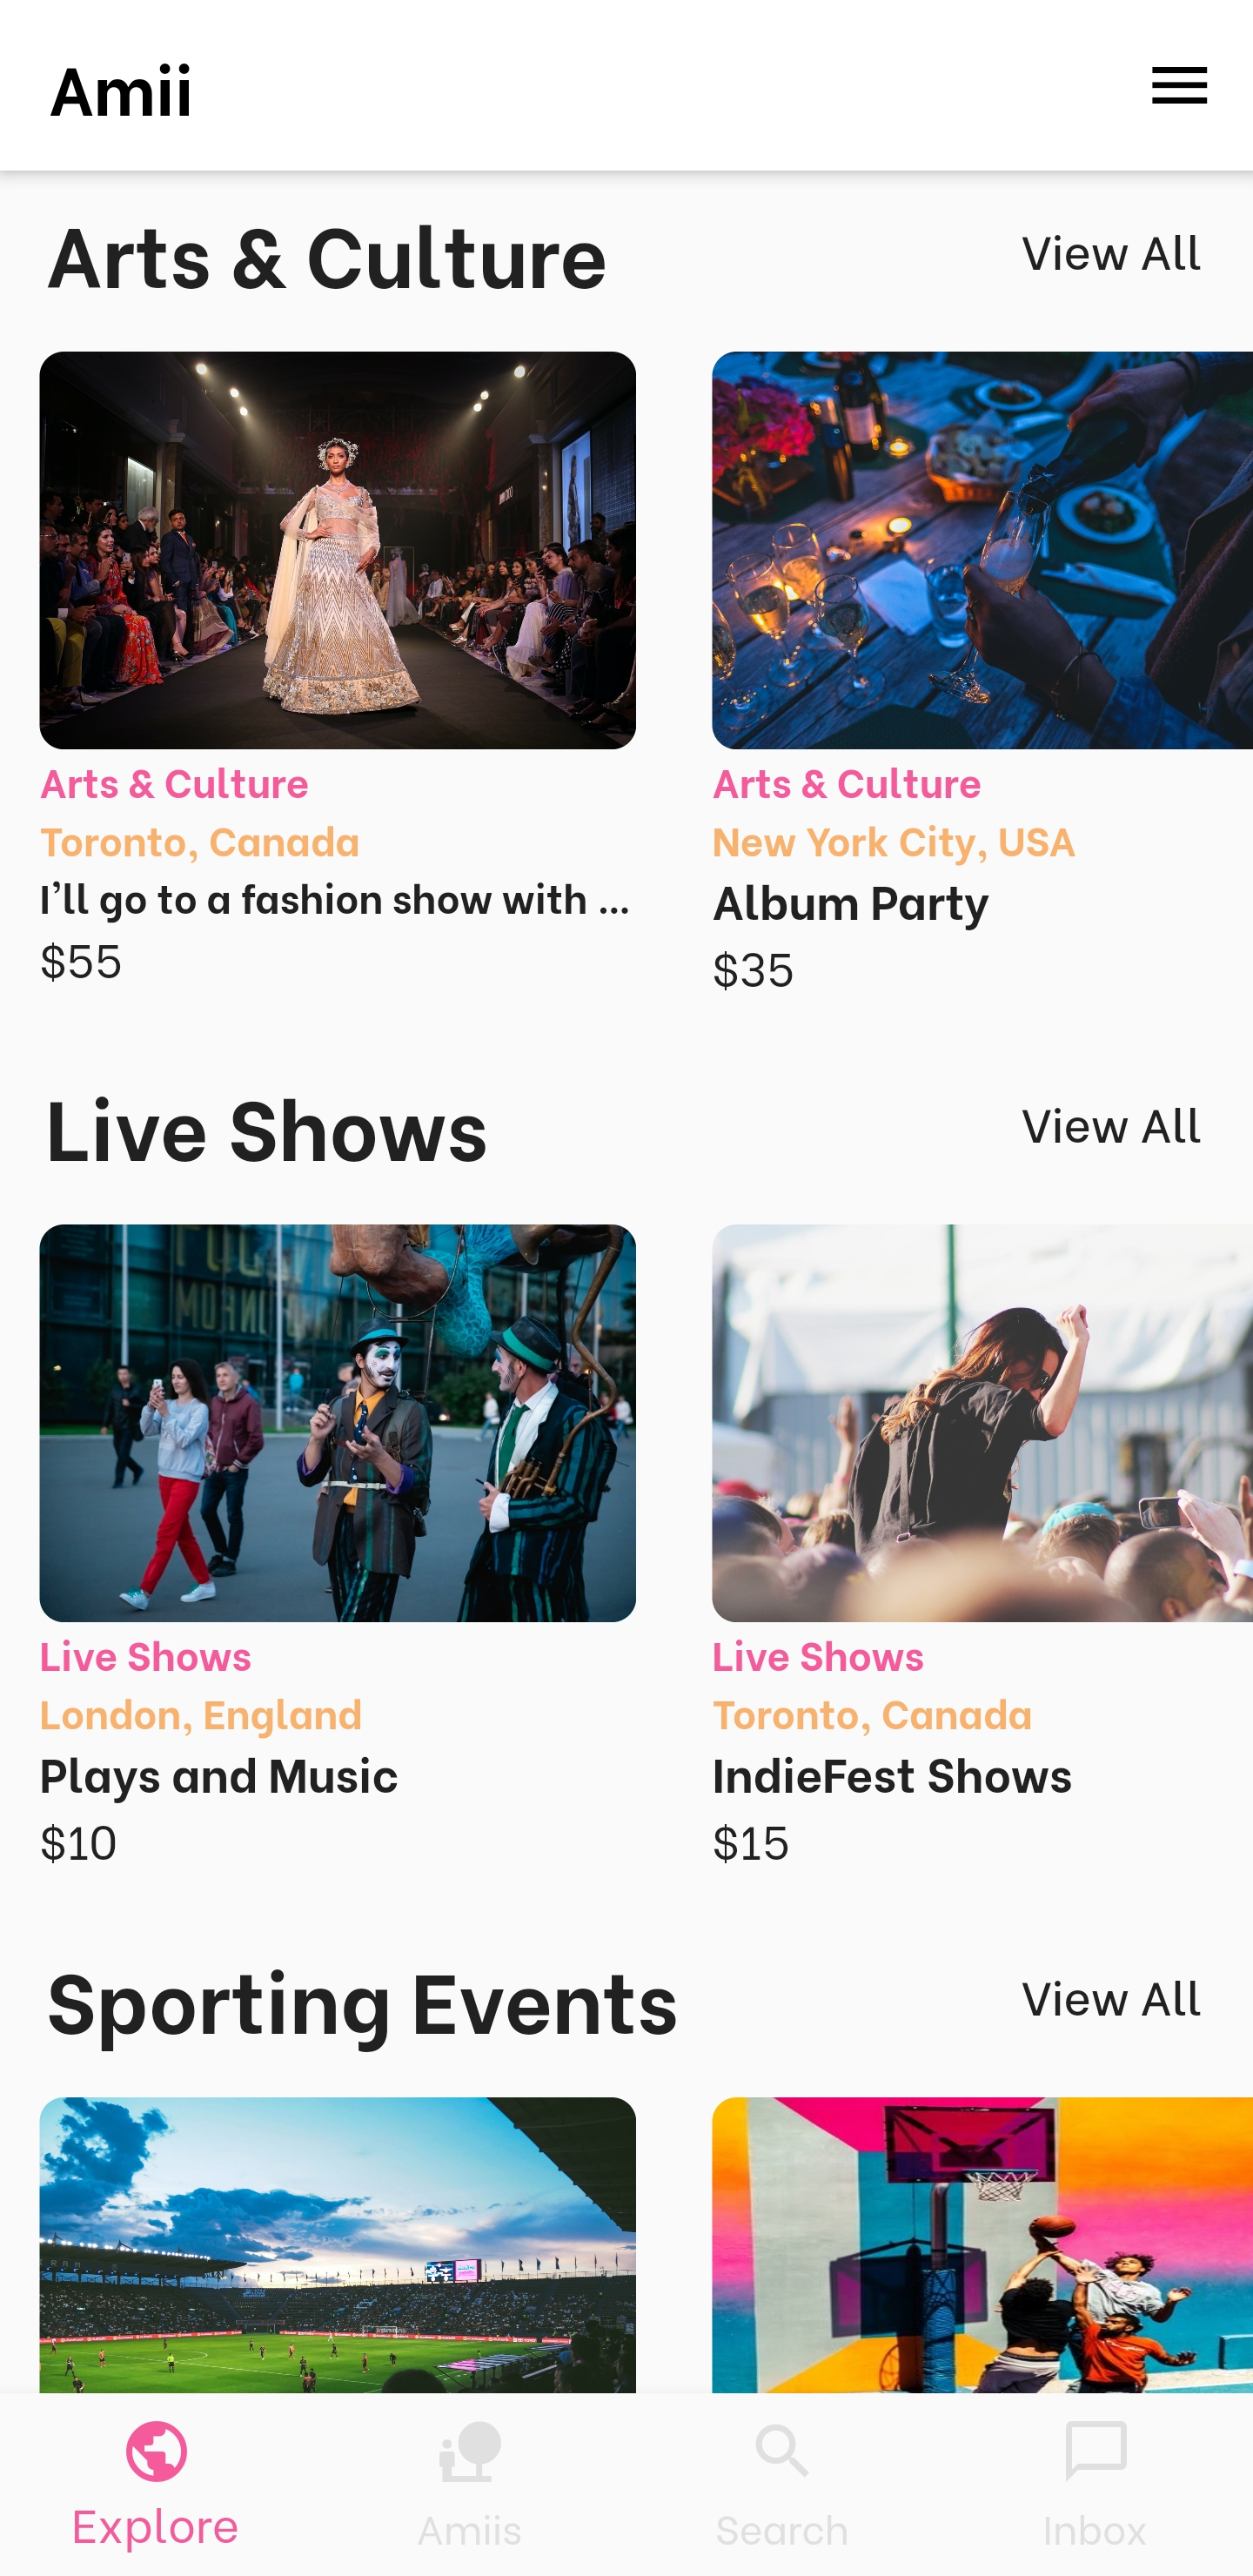 Amii
Arts & Culture
View All
Arts & Culture
Toronto, Canada
I'll go to a fashion show with ...
$55
Arts & Culture
New York City, USA
Album Party
$35
Live Shows
View All
Live Shows
London, England
Plays and Music
$10
Live Shows
Toronto, Canada
IndieFest Shows
$15
Sporting Events
View All
Explore
Amiis
Search
Inbox